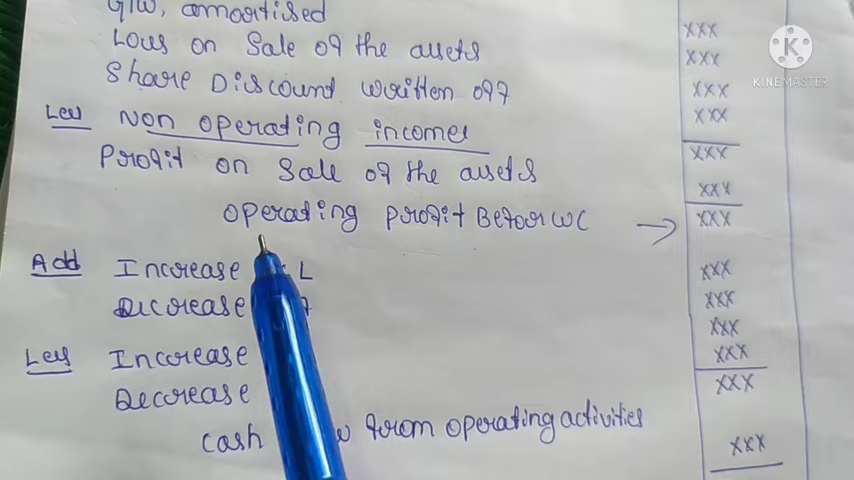 G/W, amortised xxx
Loss on Sale of the assets xxx
Share Discount written off xxx
xxx
Less Non operating incomes
xxx
Profit on Sale of the assets
xxx
operating profit Befor WC → xxx
Add Increase L xxx
Decrease xxx
xxx
Less Increase xxx
Decrease xxx
cash from operating activities xxx
K
KINEMASTER